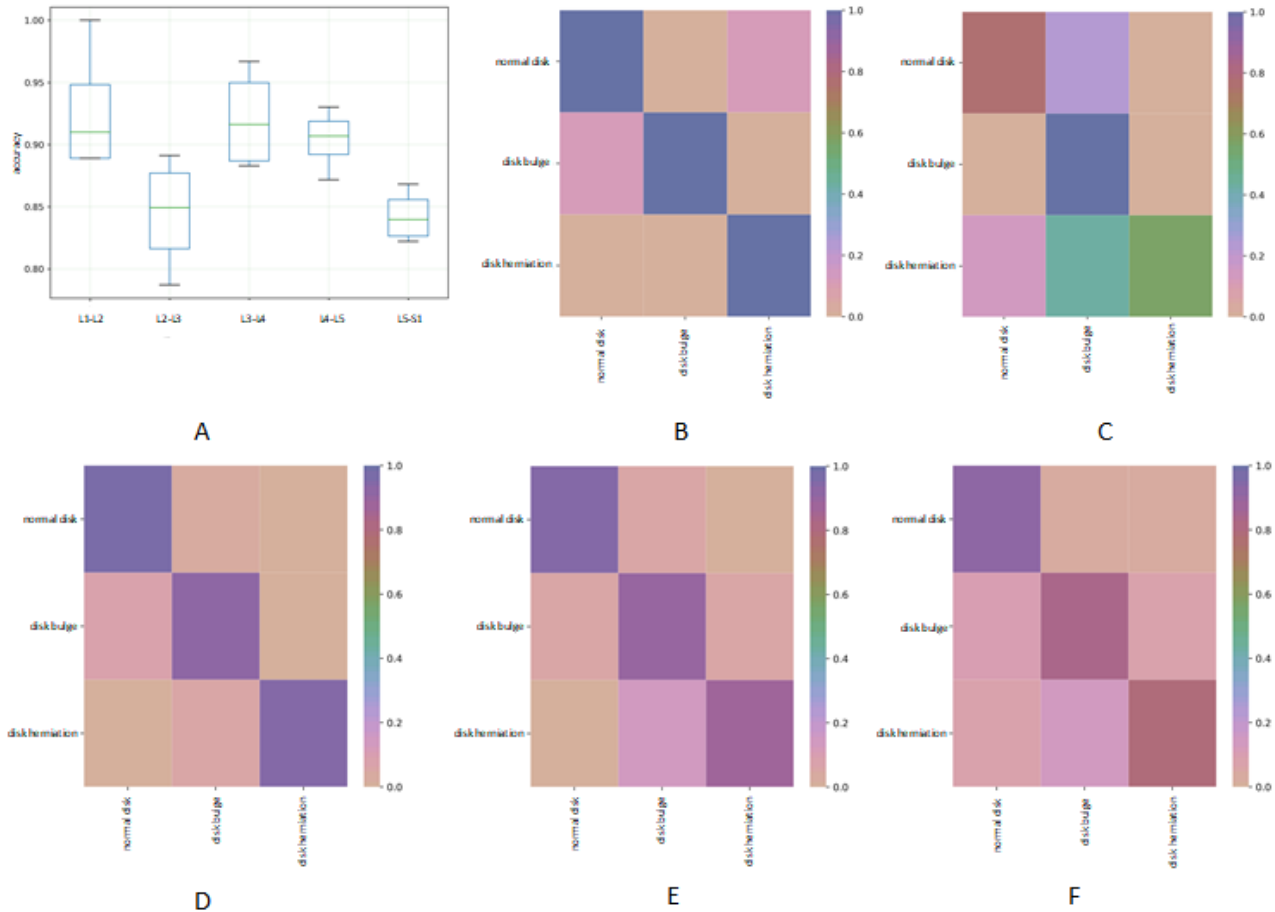 1.00
0.95
0.90
0.85
0.80
accuracy
L1-L2
L2-L3
L3-L4
L4-L5
L5-S1
A
normal disk
disk bulge
disk herniation
normal disk
disk bulge
disk herniation
1.0
0.8
0.6
0.4
0.2
0.0
B
normal disk
disk bulge
disk herniation
normal disk
disk bulge
disk herniation
1.0
0.8
0.6
0.4
0.2
0.0
C
normal disk
disk bulge
disk herniation
normal disk
disk bulge
disk herniation
1.0
0.8
0.6
0.4
0.2
0.0
D
normal disk
disk bulge
disk herniation
normal disk
disk bulge
disk herniation
1.0
0.8
0.6
0.4
0.2
0.0
E
normal disk
disk bulge
disk herniation
normal disk
disk bulge
disk herniation
1.0
0.8
0.6
0.4
0.2
0.0
F